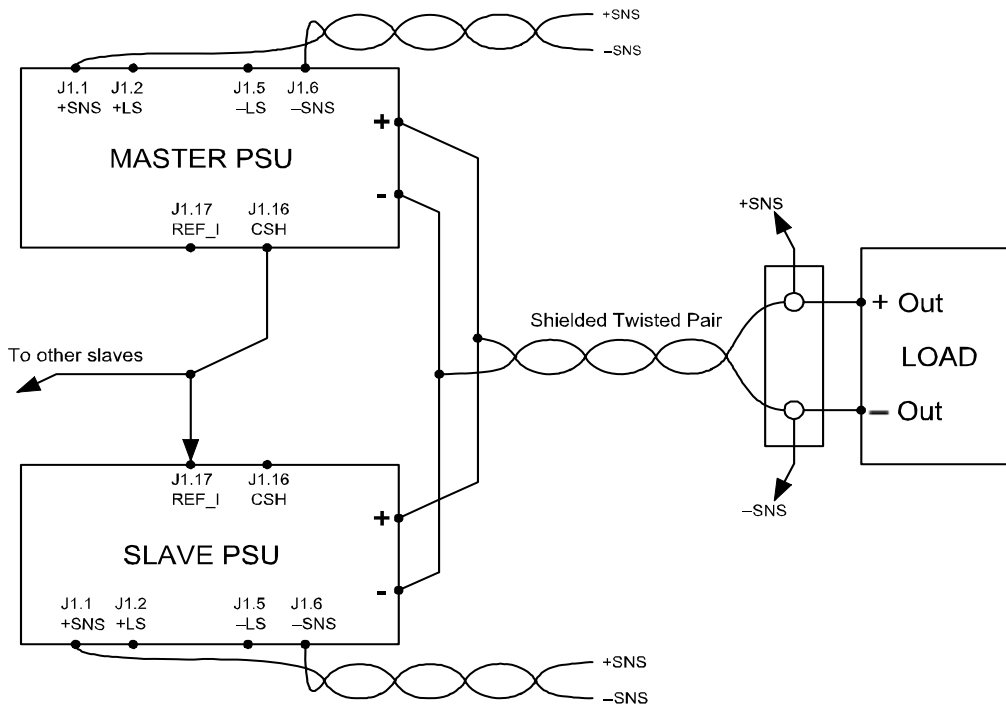 +SNS
–SNS
J1.1 J1.2 J1.5 J1.6
+SNS +LS –LS –SNS
+
MASTER PSU
-
J1.17 J1.16
REF_I CSH
+SNS
Shielded Twisted Pair
+ Out
LOAD
– Out
–SNS
To other slaves
J1.17 J1.16
REF_I CSH
+
SLAVE PSU
-
J1.1 J1.2 J1.5 J1.6
+SNS +LS –LS –SNS
+SNS
–SNS